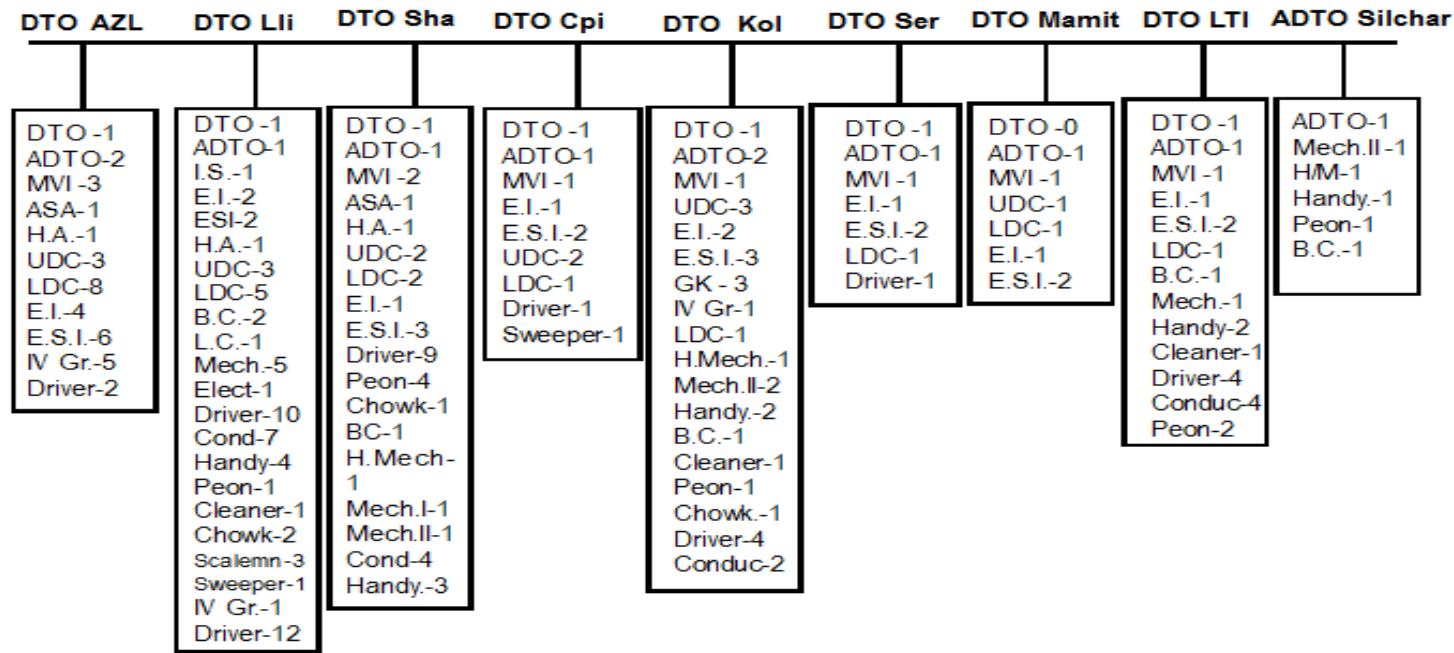 DTO AZL
DTO Lli
DTO Sha
DTO Cpi
DTO Kol
DTO Ser
DTO Mamit
DTO LTI
ADTO Silchar
DTO -1
ADTO-2
MVI -3
ASA-1
H.A.-1
UDC-3
LDC-8
E.I.-4
E.S.I.-6
IV Gr.-5
Driver-2
DTO -1
ADTO-1
I.S.-1
E.I.-2
ESI-2
H.A.-1
UDC-3
LDC-5
B.C.-2
L.C.-1
Mech.-5
Elect-1
Driver-10
Cond-7
Handy-4
Peon-1
Cleaner-1
Chowk-2
Scalemn-3
Sweeper-1
IV Gr.-1
Driver-12
DTO -1
ADTO-1
MVI -2
ASA-1
H.A.-1
UDC-2
LDC-2
E.I.-1
E.S.I.-3
Driver-9
Peon-4
Chowk-1
BC-1
H.Mech-
1
Mech.I-1
Mech.II-1
Cond-4
Handy.-3
DTO -1
ADTO-1
MVI -1
E.I.-1
E.S.I.-2
UDC-2
LDC-1
Driver-1
Sweeper-1
DTO -1
ADTO-2
MVI -1
UDC-3
E.I.-2
E.S.I.-3
GK - 3
IV Gr-1
LDC-1
H.Mech.-1
Mech.II-2
Handy.-2
B.C.-1
Cleaner-1
Peon-1
Chowk.-1
Driver-4
Conduc-2
DTO -1
ADTO-1
MVI -1
E.I.-1
E.S.I.-2
LDC-1
Driver-1
DTO -0
ADTO-1
MVI -1
UDC-1
LDC-1
E.I.-1
E.S.I.-2
DTO -1
ADTO-1
MVI -1
E.I.-1
E.S.I.-2
LDC-1
B.C.-1
Mech.-1
Handy-2
Cleaner-1
Driver-4
Conduc-4
Peon-2
ADTO-1
Mech.II-1
H/M-1
Handy.-1
Peon-1
B.C.-1